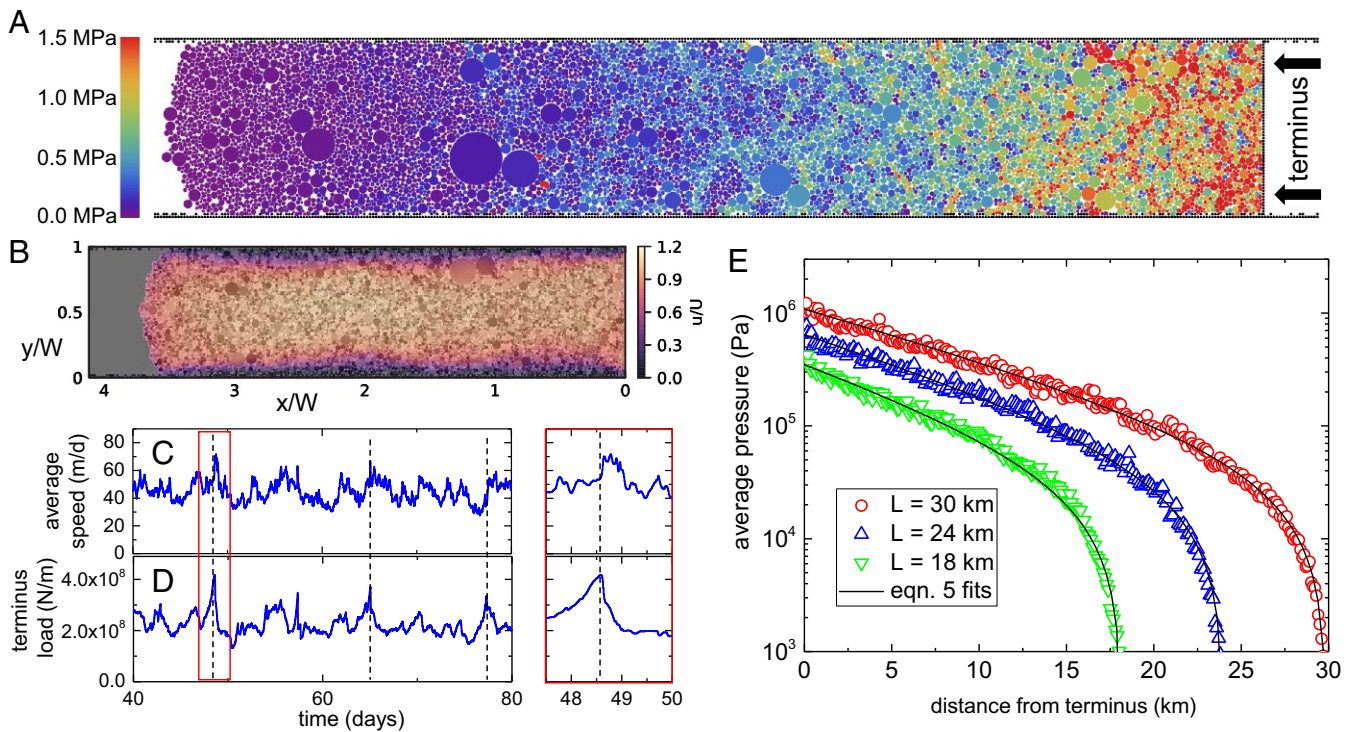 A
1.5 MPa
1.0 MPa
0.5 MPa
0.0 MPa
terminus
B
1
0.5
0
y/W
4
3
2
1
0
x/W
1.2
0.9
0.6
0.3
0.0
u/U
C
80
60
40
20
0
average
speed (m/d)
D
4.0x10⁸
2.0x10⁸
0.0
terminus
load (N/m)
40
60
80
48
49
50
time (days)
E
10⁶
10⁵
10⁴
10³
average pressure (Pa)
L = 30 km
L = 24 km
L = 18 km
eqn. 5 fits
0
5
10
15
20
25
30
distance from terminus (km)